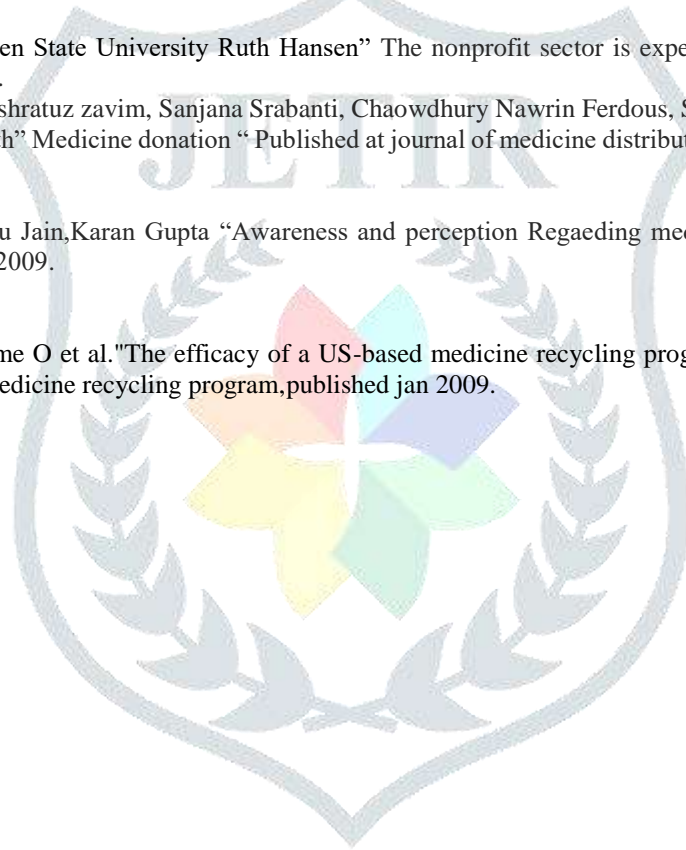 en State University Ruth Hansen” The nonprofit sector is expe
.
shratuz zavim, Sanjana Srabanti, Chaowdhury Nawrin Ferdous, S
th” Medicine donation “ Published at journal of medicine distribut
JETIR
u Jain,Karan Gupta “Awareness and perception Regaeding med
2009.
me O et al."The efficacy of a US-based medicine recycling prog
edicine recycling program,published jan 2009.